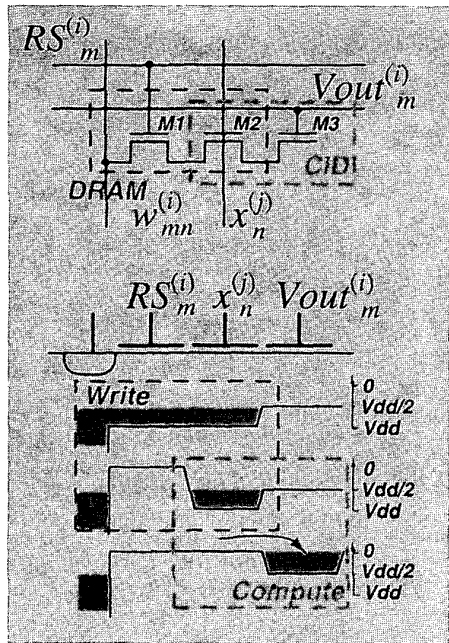 RS_m^(i)
Vout_m^(i)
M1 M2 M3
CID
DRAM
w_mn^(i) x_n^(j)
RS_m^(i) x_n^(j) Vout_m^(i)
Write
0
Vdd/2
Vdd
0
Vdd/2
Vdd
0
Vdd/2
Vdd
Compute